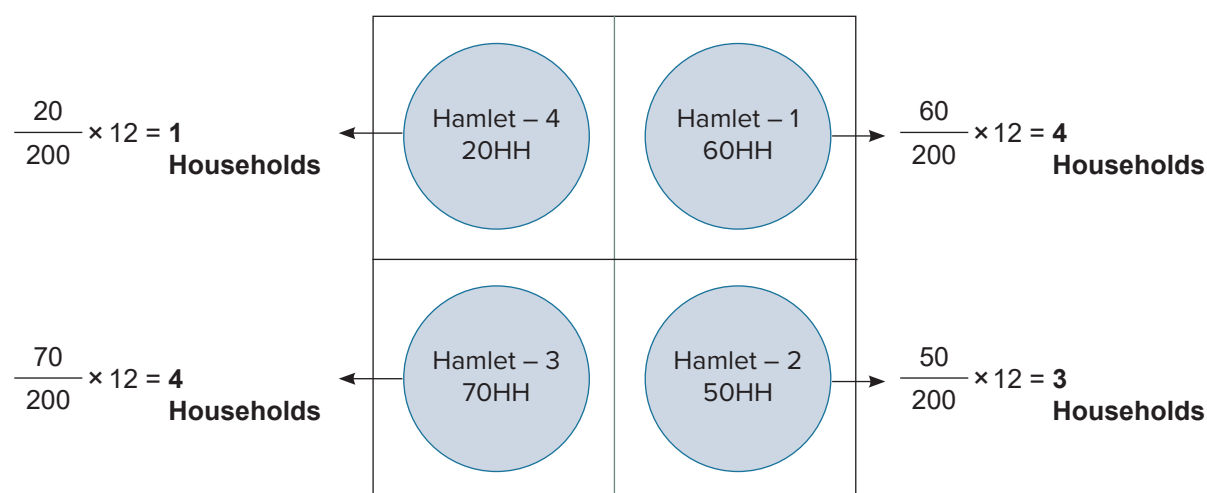 20
200 × 12 = 1
Households
Hamlet – 4
20HH
Hamlet – 1
60HH
60
200 × 12 = 4
Households
70
200 × 12 = 4
Households
Hamlet – 3
70HH
Hamlet – 2
50HH
50
200 × 12 = 3
Households